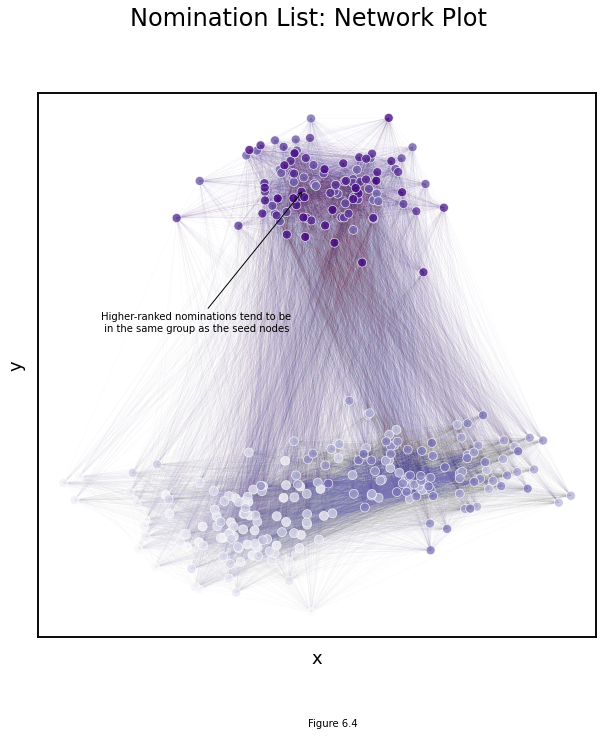 Nomination List: Network Plot
Higher-ranked nominations tend to be
in the same group as the seed nodes
y
x
Figure 6.4